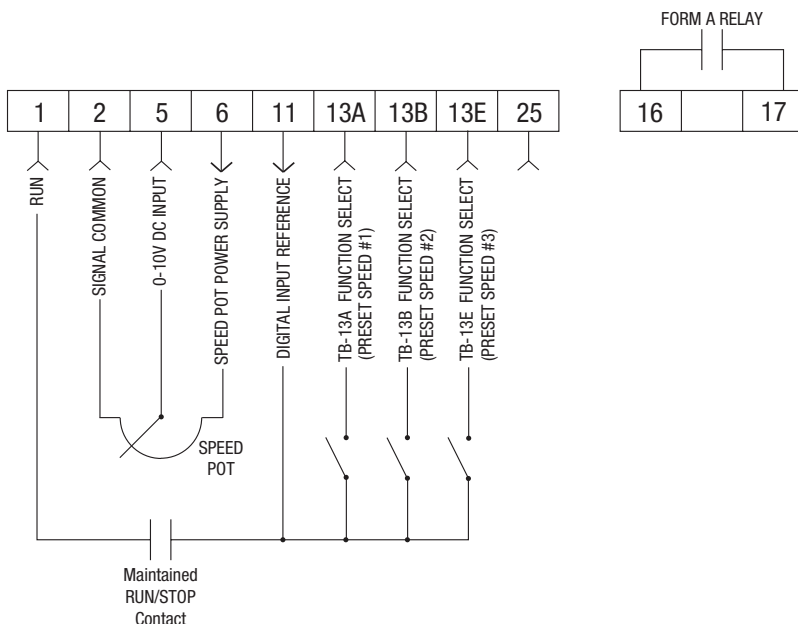 FORM A RELAY
1 2 5 6 11 13A 13B 13E 25
16 17
RUN
SIGNAL COMMON
0-10V DC INPUT
SPEED POT POWER SUPPLY
DIGITAL INPUT REFERENCE
TB-13A FUNCTION SELECT
(PRESET SPEED #1)
TB-13B FUNCTION SELECT
(PRESET SPEED #2)
TB-13E FUNCTION SELECT
(PRESET SPEED #3)
SPEED
POT
Maintained
RUN/STOP
Contact